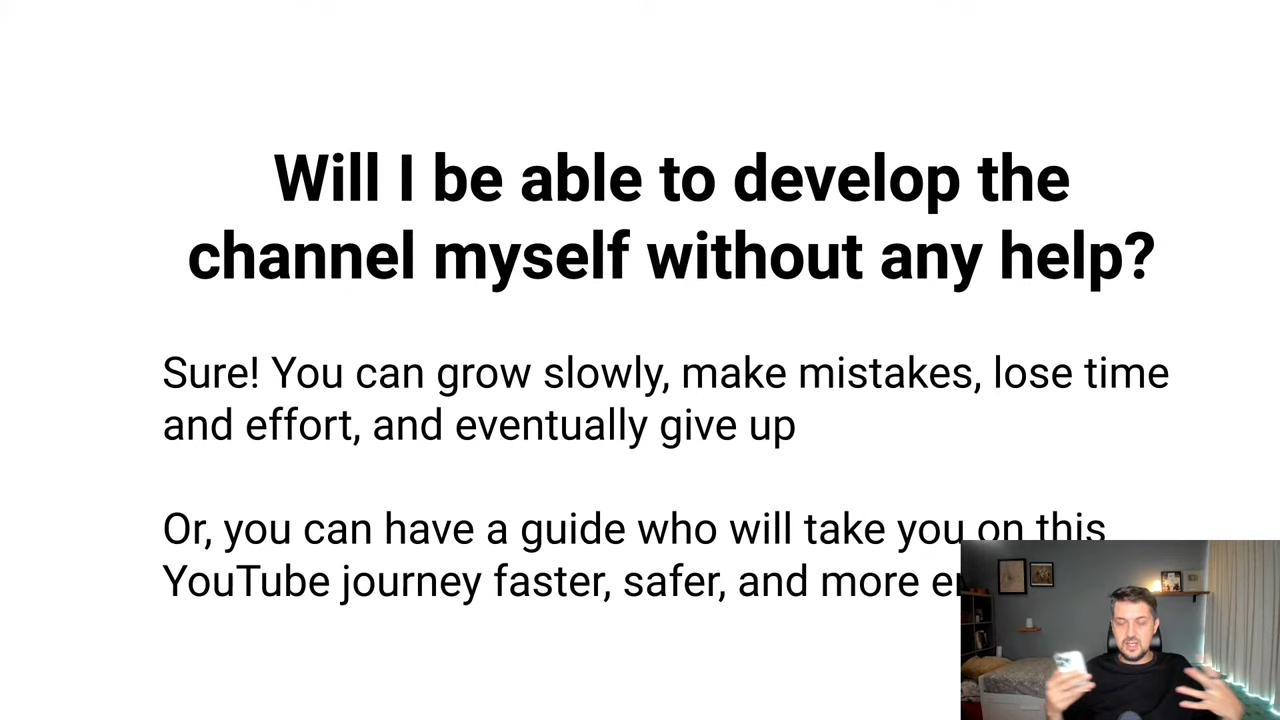 Will I be able to develop the
channel myself without any help?
Sure! You can grow slowly, make mistakes, lose time
and effort, and eventually give up
Or, you can have a guide who will take you on this
YouTube journey faster, safer, and more